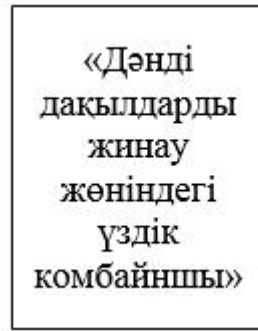 «Дәнді
дақылдарды
жинау
жөніндегі
үздік
комбайншы»